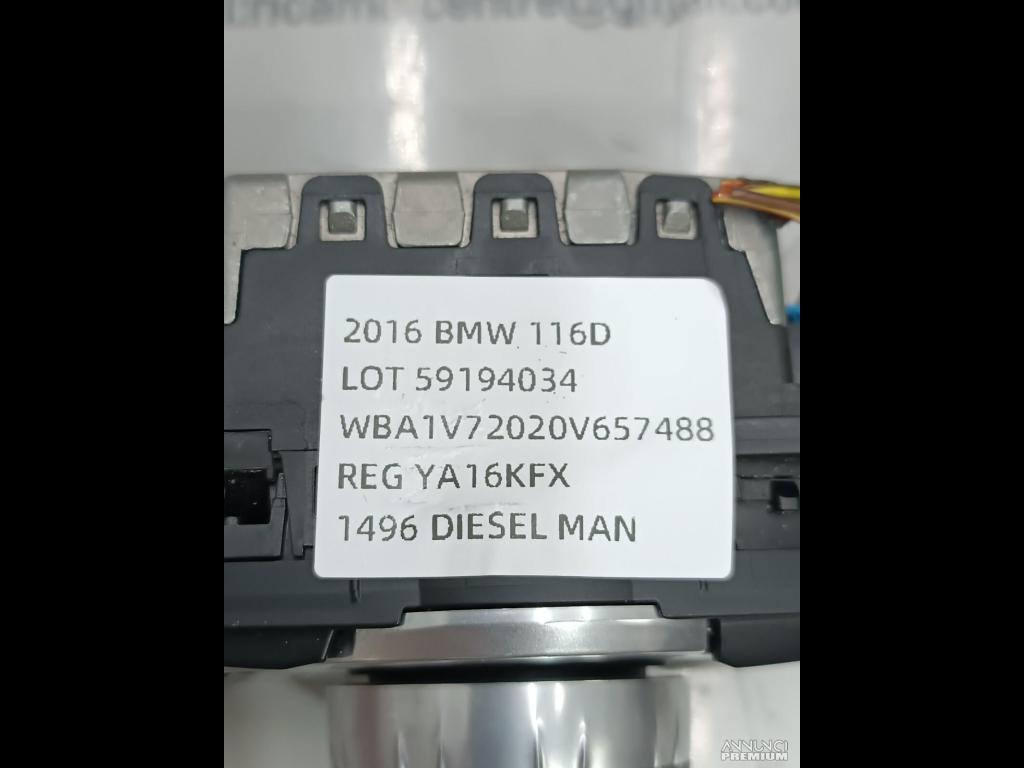 2016 BMW 116D
LOT 59194034
WBA1V72020V657488
REG YA16KFX
1496 DIESEL MAN
ANNUNCI
PREMIUM